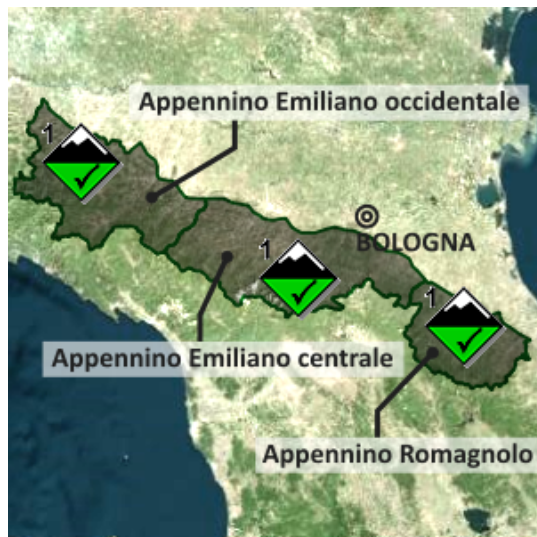 Appennino Emiliano occidentale
1
BOLOGNA
1
1
Appennino Emiliano centrale
Appennino Romagnolo